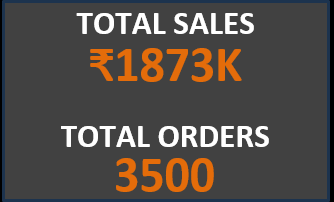 TOTAL SALES
₹1873K
TOTAL ORDERS
3500